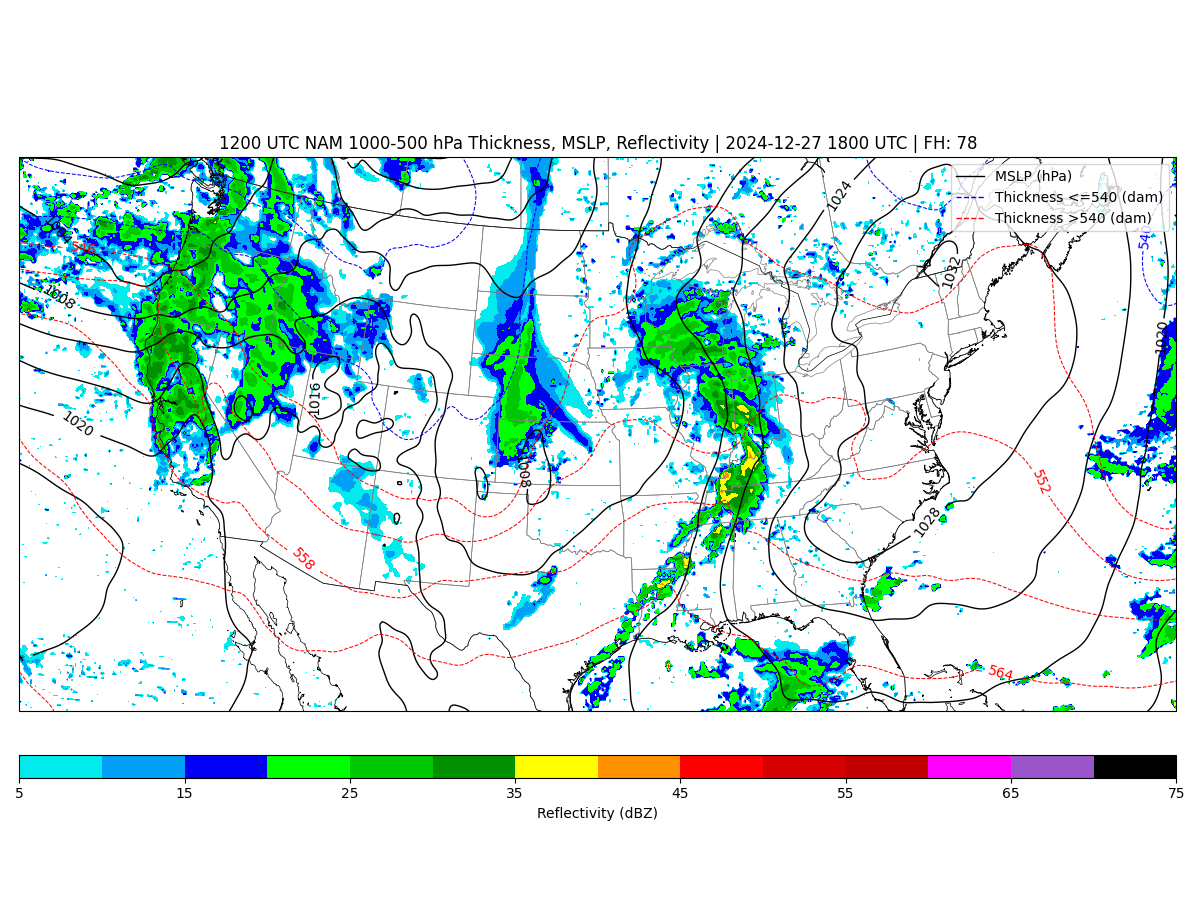 1200 UTC NAM 1000-500 hPa Thickness, MSLP, Reflectivity | 2024-12-27 1800 UTC | FH: 78
MSLP (hPa)
Thickness <=540 (dam)
Thickness >540 (dam)
1024
540
546
1032
1008
1030
1016
1020
1008
552
1028
558
564
5 15 25 35 45 55 65 75
Reflectivity (dBZ)